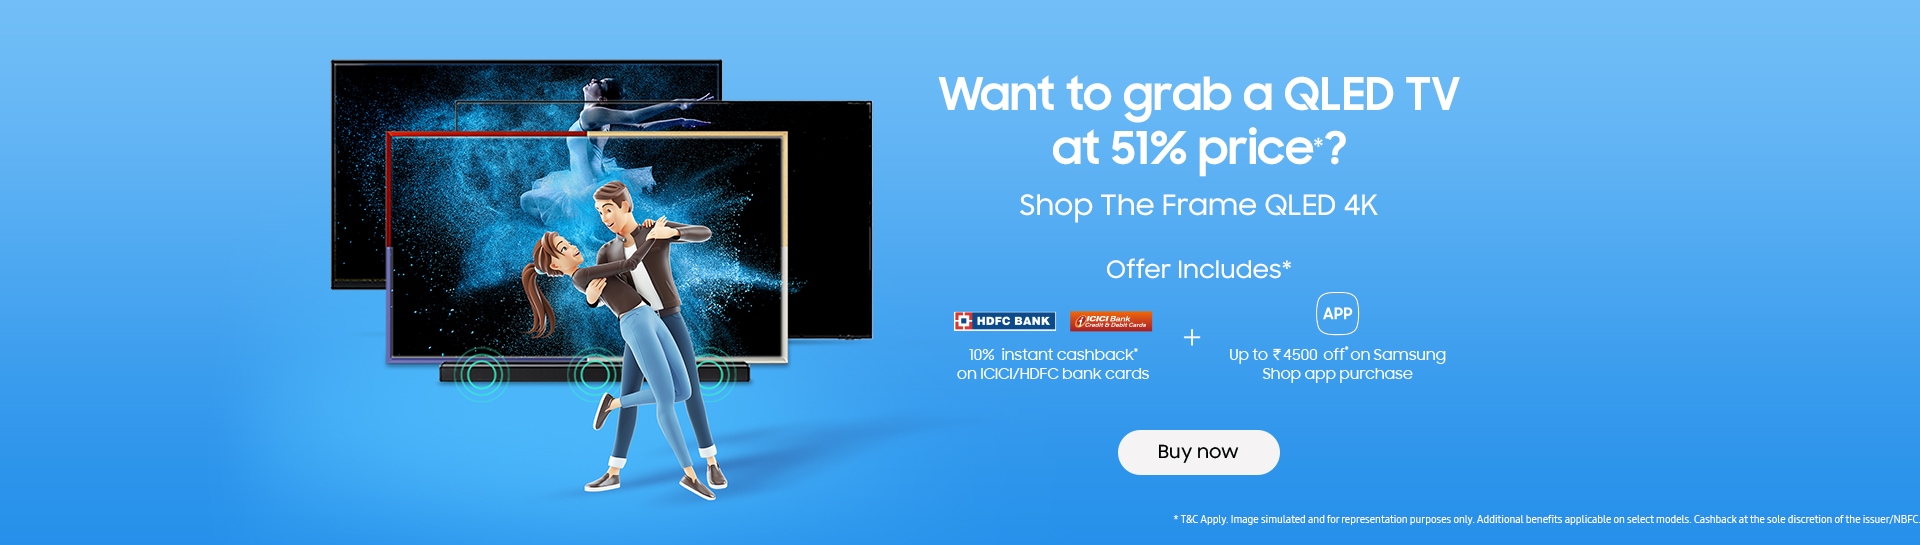 Want to grab a QLED TV
at 51% price*?
Shop The Frame QLED 4K
Offer Includes*
HDFC BANK
ICICI Bank
Credit & Debit Cards
10% instant cashback*
on ICICI/HDFC bank cards
+
APP
Up to ₹4500 off* on Samsung
Shop app purchase
Buy now
* T&C Apply. Image simulated and for representation purposes only. Additional benefits applicable on select models. Cashback at the sole discretion of the issuer/NBFC.